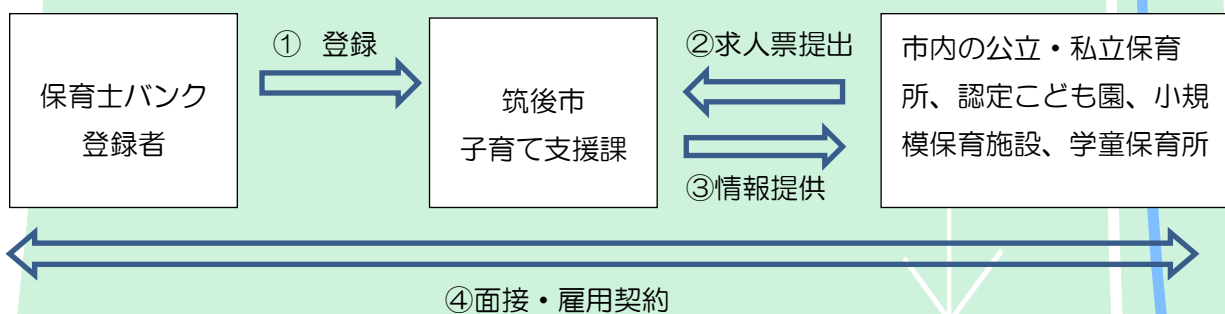 保育士バンク
登録者
① 登録
筑後市
子育て支援課
②求人票提出
③情報提供
市内の公立・私立保育
所、認定こども園、小規
模保育施設、学童保育所
④面接・雇用契約